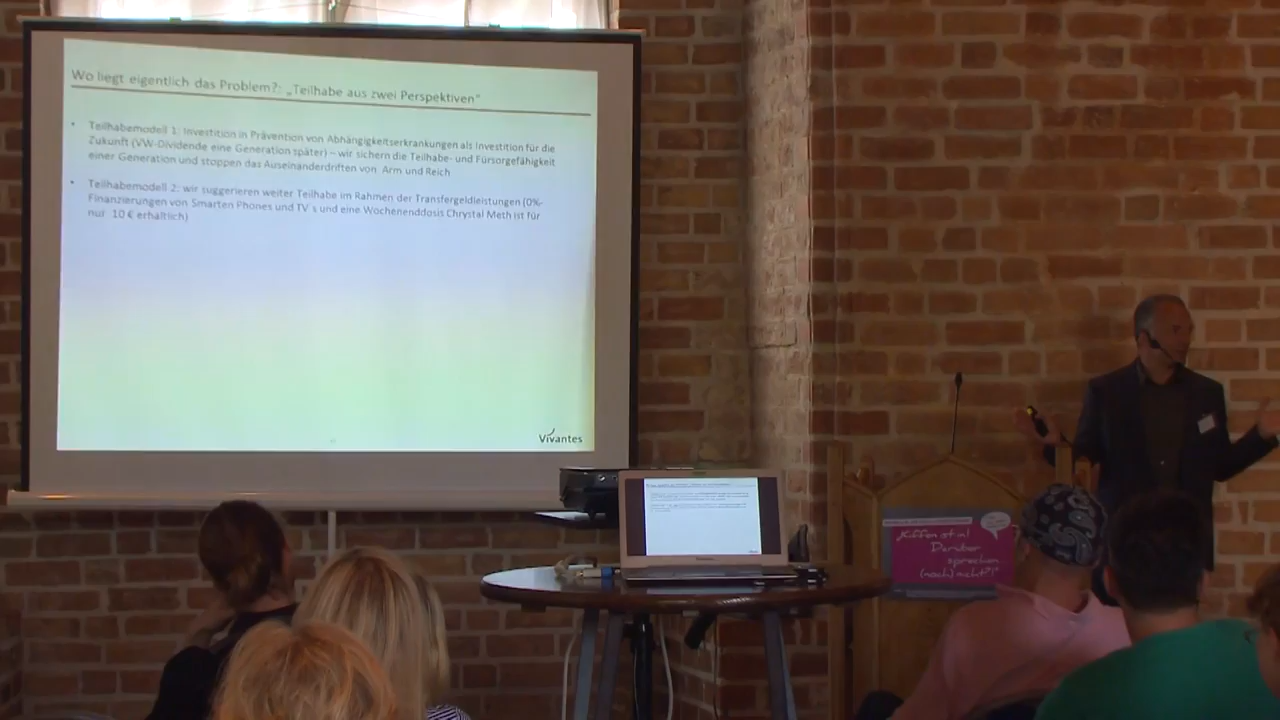 Wo liegt eigentlich das Problem?: „Teilhabe aus zwei Perspektiven"
• Teilhabemodell 1: Investition in Prävention von Abhängigkeitserkrankungen als Investition für die
Zukunft (VW-Dividende eine Generation später) – wir sichern die Teilhabe- und Fürsorgefähigkeit
einer Generation und stoppen das Auseinanderdriften von Arm und Reich
• Teilhabemodell 2: wir suggerieren weiter Teilhabe im Rahmen der Transfergeldleistungen (0%-
Finanzierungen von Smarten Phones und TV´s und eine Wochenenddosis Chrystal Meth ist für
nur 10 € erhältlich)
Vivantes
„Kiffen ist in!
Darüber
sprechen
(noch) nicht?!"